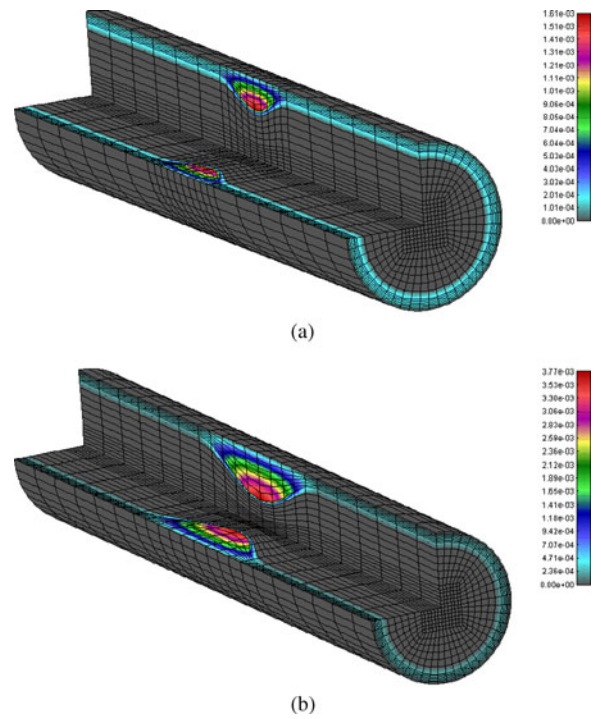 1.61e-03
1.51e-03
1.41e-03
1.31e-03
1.21e-03
1.11e-03
1.01e-03
9.06e-04
8.05e-04
7.04e-04
6.04e-04
5.03e-04
4.03e-04
3.02e-04
2.01e-04
1.01e-04
0.00e+00
(a)
3.77e-03
3.53e-03
3.30e-03
3.06e-03
2.83e-03
2.59e-03
2.36e-03
2.12e-03
1.89e-03
1.65e-03
1.41e-03
1.18e-03
9.42e-04
7.07e-04
4.71e-04
2.36e-04
0.00e+00
(b)